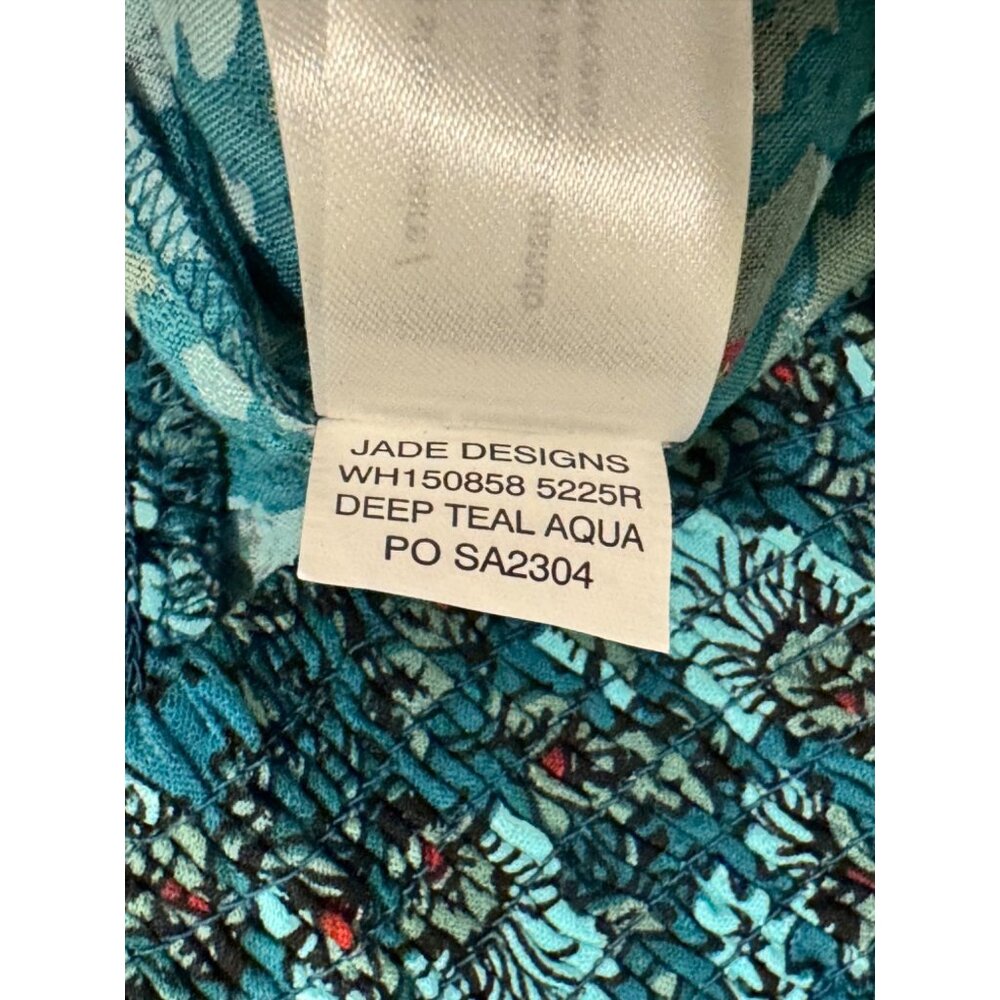 JADE DESIGNS
WH150858 5225R
DEEP TEAL AQUA
PO SA2304